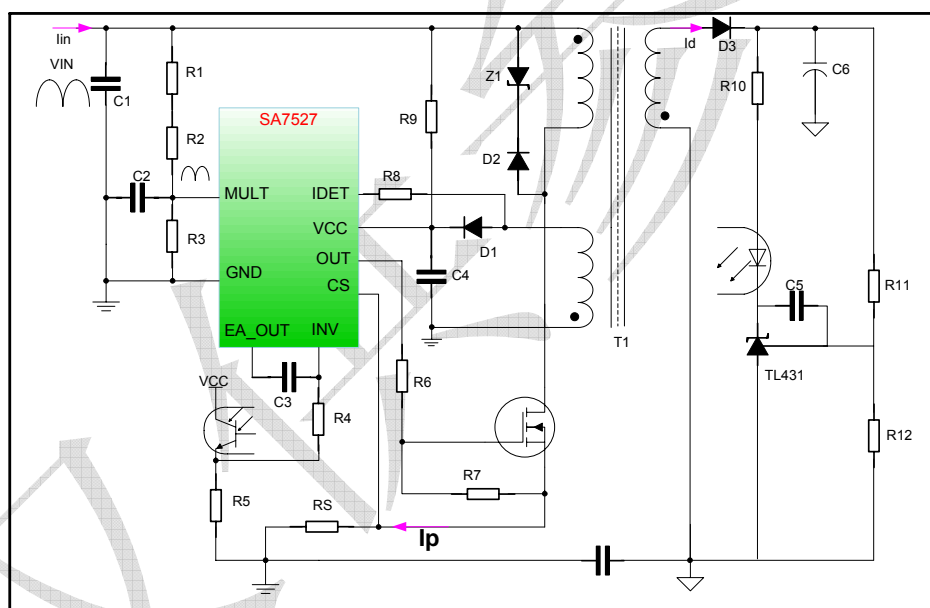 Iin
VIN
C1
R1
R2
C2
R3
SA7527
MULT
IDET
VCC
OUT
CS
GND
EA_OUT
INV
R8
R9
Z1
D2
D1
C4
T1
Id
D3
R10
C6
C5
TL431
R11
R12
VCC
C3
R4
R5
RS
R6
R7
Ip